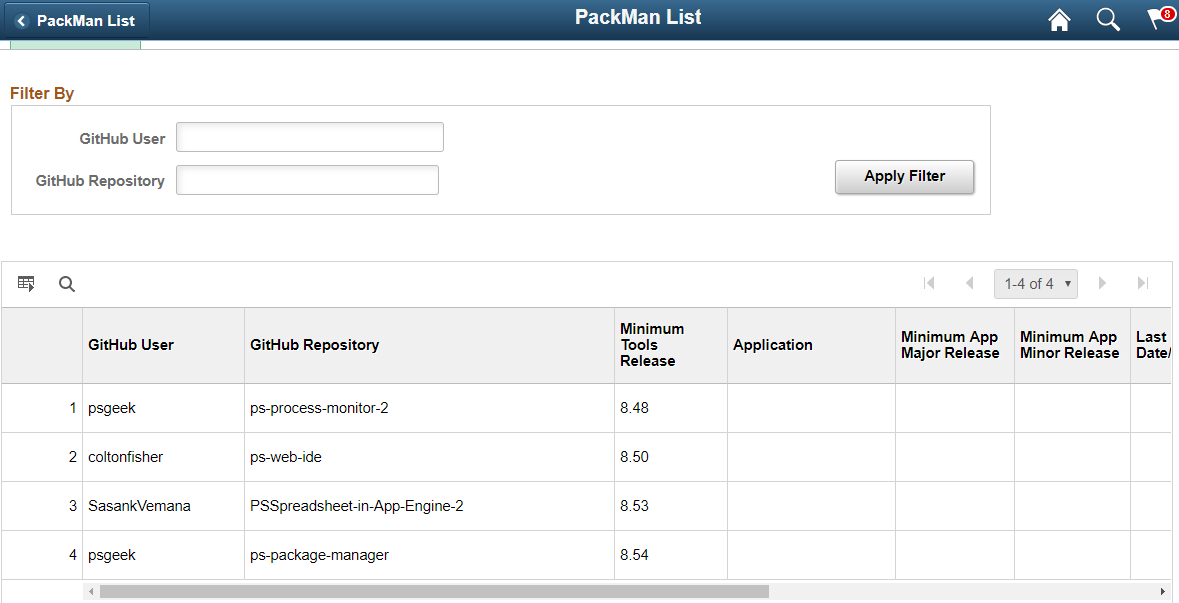 PackMan List
PackMan List
8
Filter By
GitHub User
GitHub Repository
Apply Filter
1-4 of 4
GitHub User
GitHub Repository
Minimum
Tools
Release
Application
Minimum App
Major Release
Minimum App
Minor Release
Last
Date/
1 psgeek ps-process-monitor-2 8.48
2 coltonfisher ps-web-ide 8.50
3 SasankVemana PSSpreadsheet-in-App-Engine-2 8.53
4 psgeek ps-package-manager 8.54